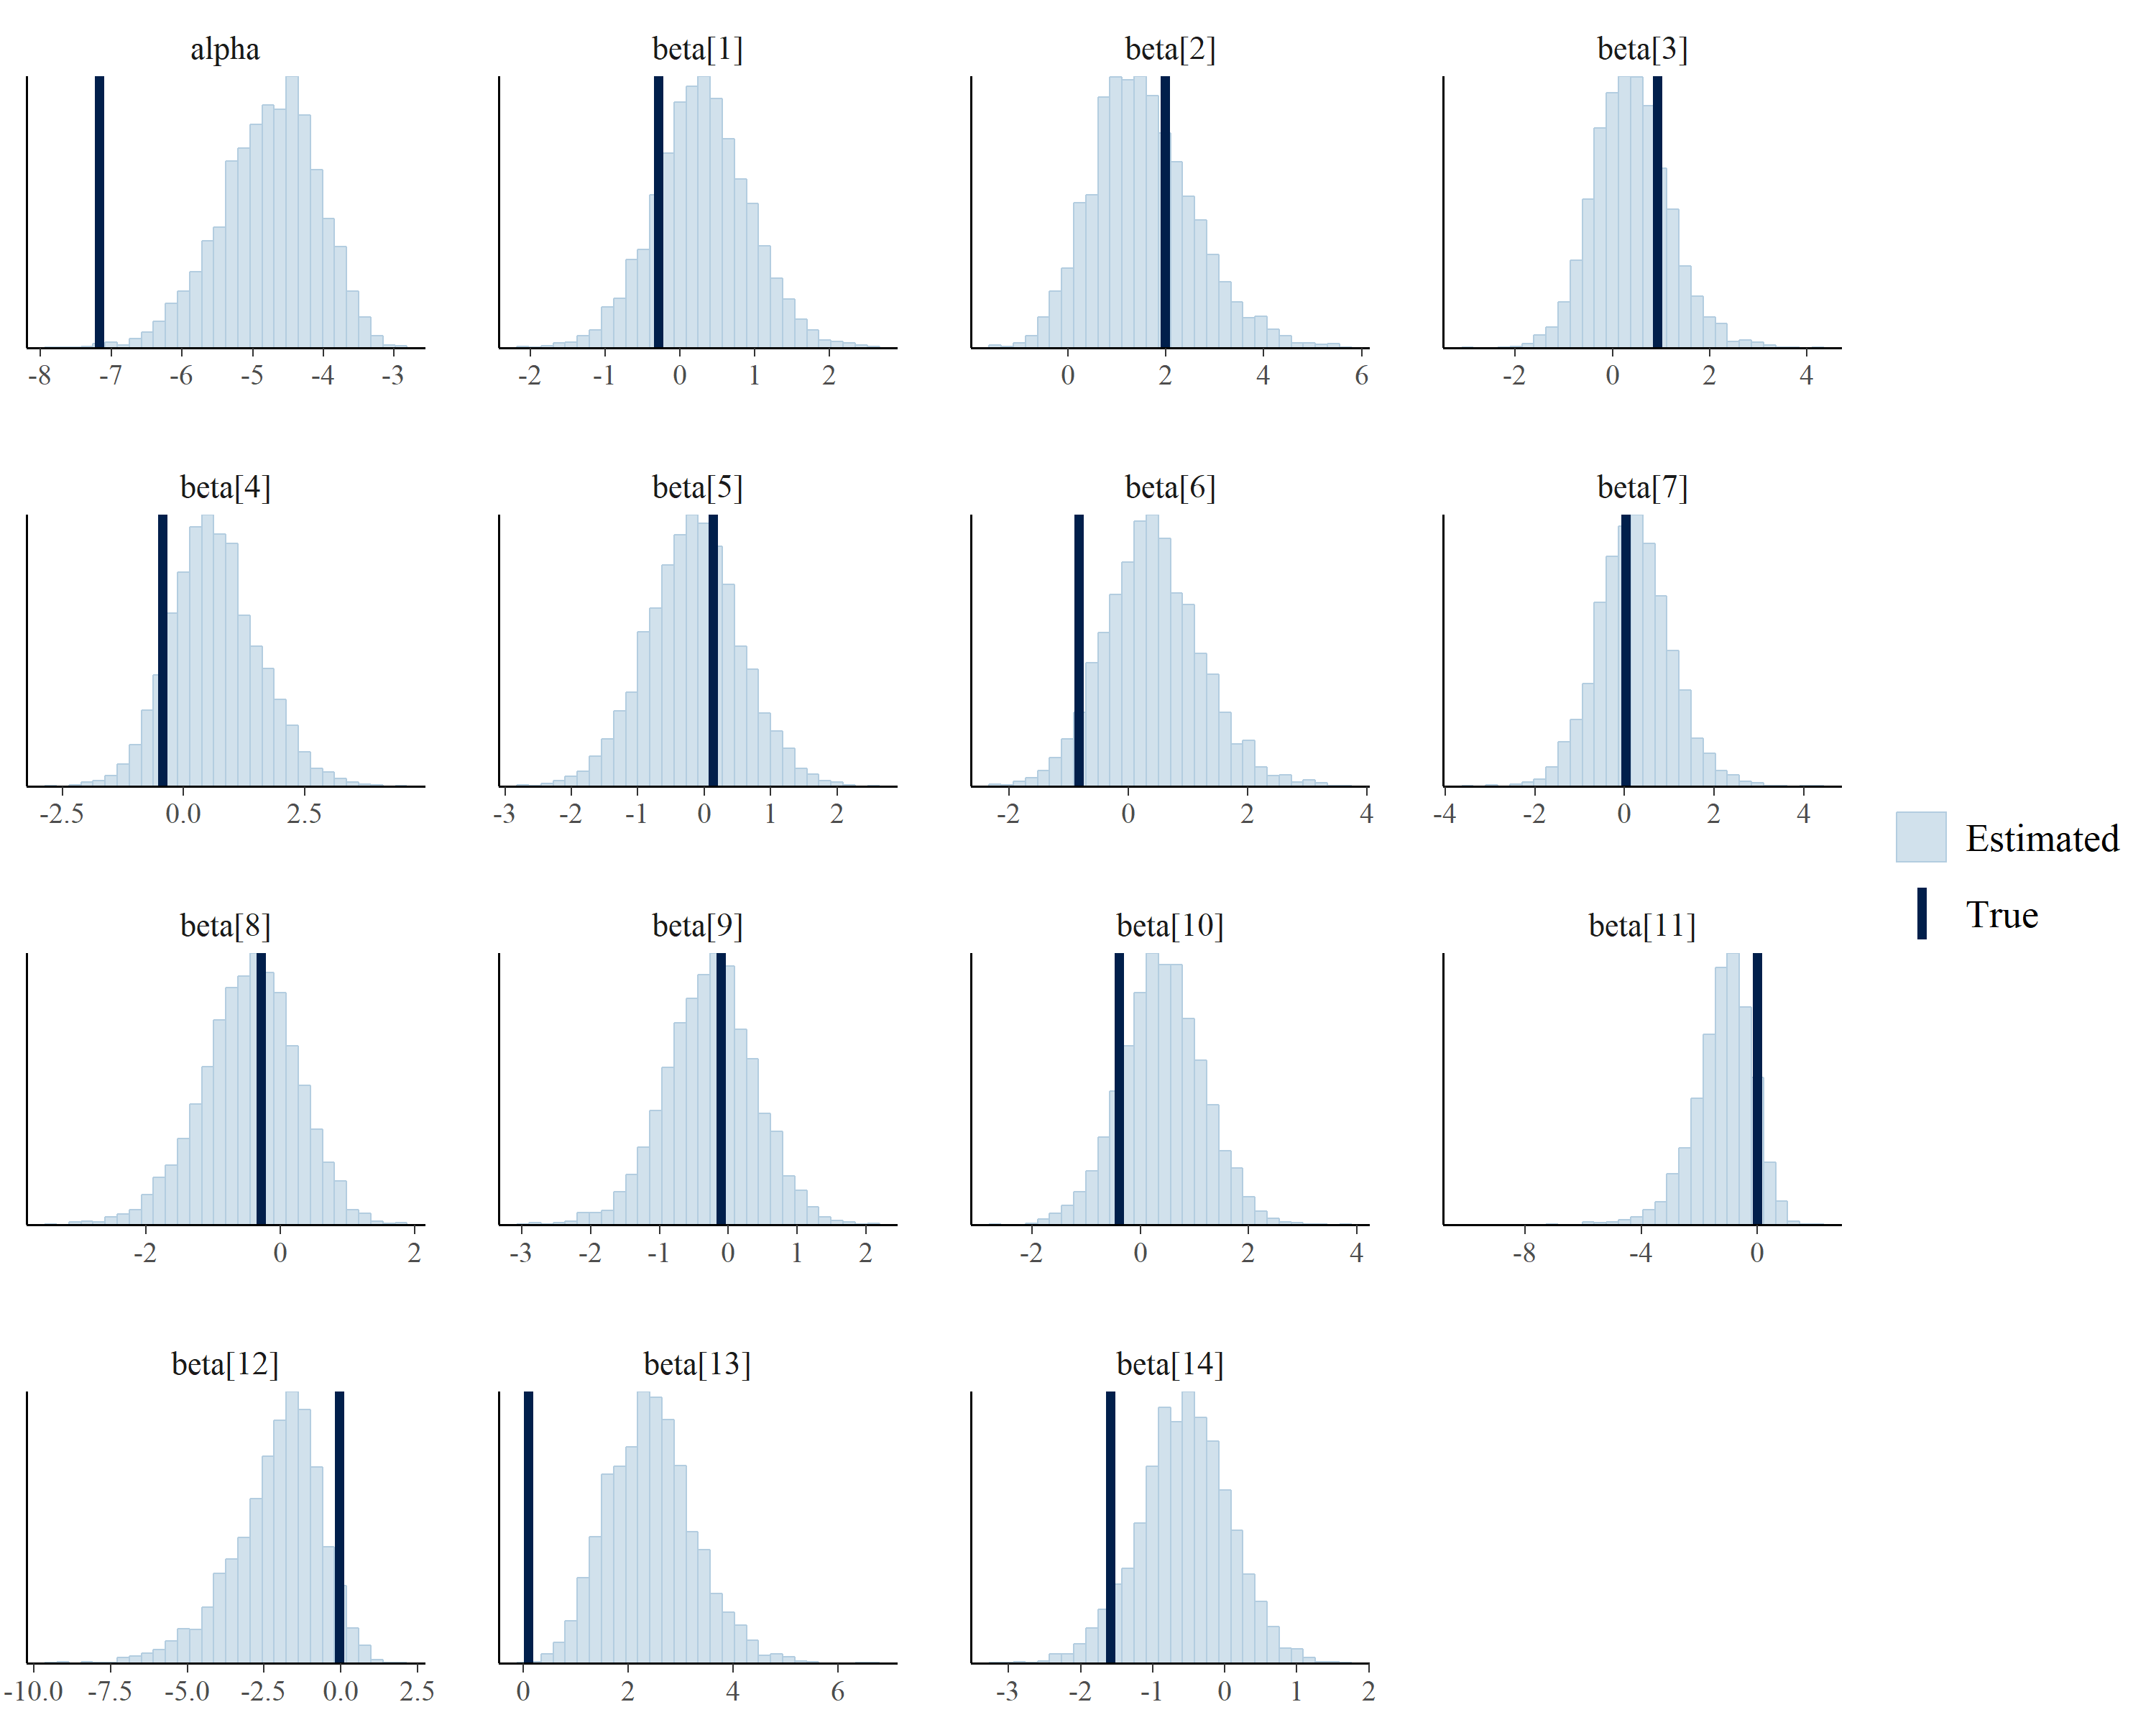 alpha beta[1] beta[2] beta[3]
-8 -7 -6 -5 -4 -3 -2 -1 0 1 2 0 2 4 6 -2 0 2 4
beta[4] beta[5] beta[6] beta[7]
-2.5 0.0 2.5 -3 -2 -1 0 1 2 -2 0 2 4 -4 -2 0 2 4
Estimated
True
beta[8] beta[9] beta[10] beta[11]
-2 0 2 -3 -2 -1 0 1 2 -2 0 2 4 -8 -4 0
beta[12] beta[13] beta[14]
-10.0 -7.5 -5.0 -2.5 0.0 2.5 0 2 4 6 -3 -2 -1 0 1 2